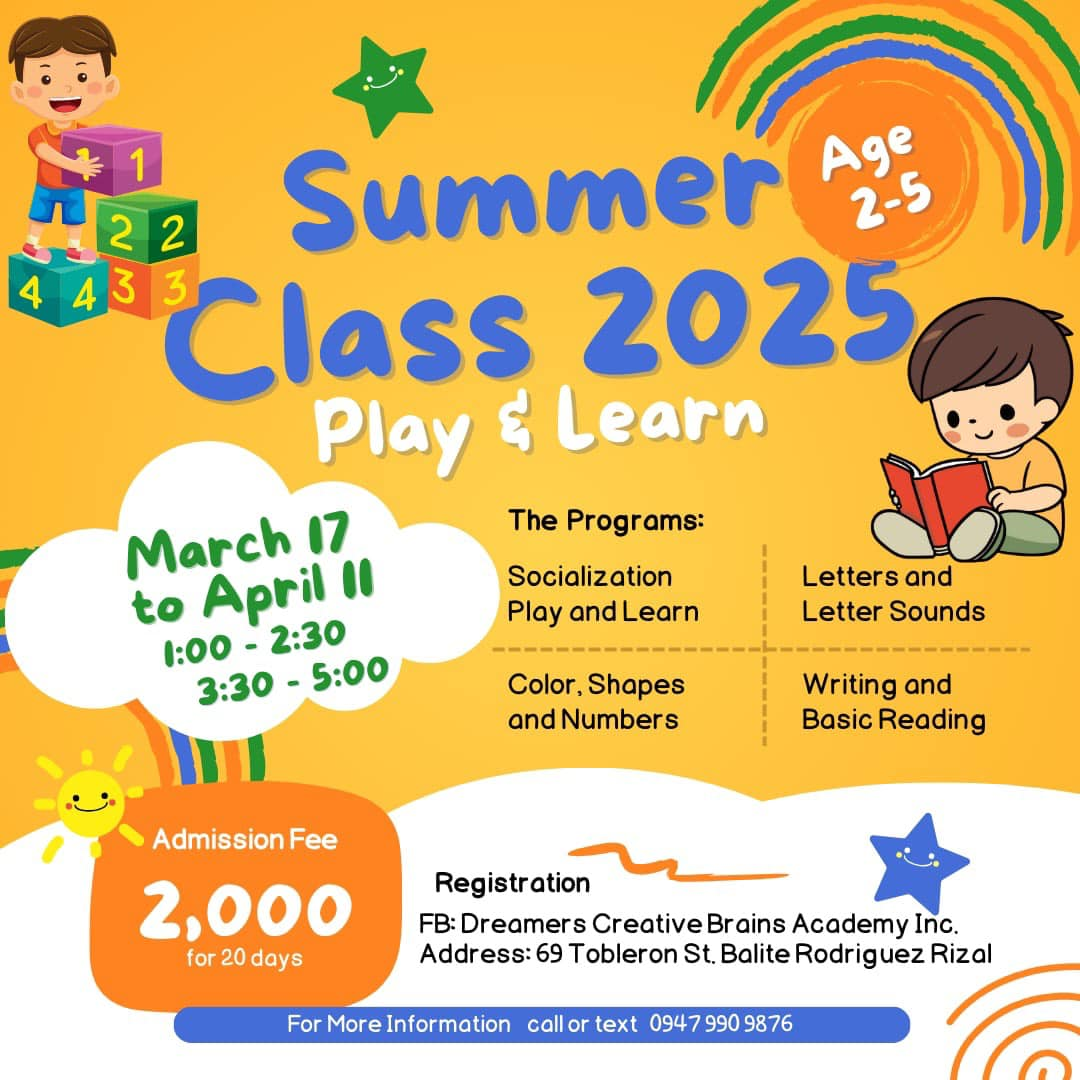 Age
2-5
Summer
Class 2025
Play & Learn
1 1
2 2
4 4 3 3
March 17
to April 11
1:00 - 2:30
3:30 - 5:00
The Programs:
Socialization
Play and Learn
Letters and
Letter Sounds
Color, Shapes
and Numbers
Writing and
Basic Reading
Admission Fee
2,000
for 20 days
Registration
FB: Dreamers Creative Brains Academy Inc.
Address: 69 Tobleron St. Balite Rodriguez Rizal
For More Information call or text 0947 990 9876